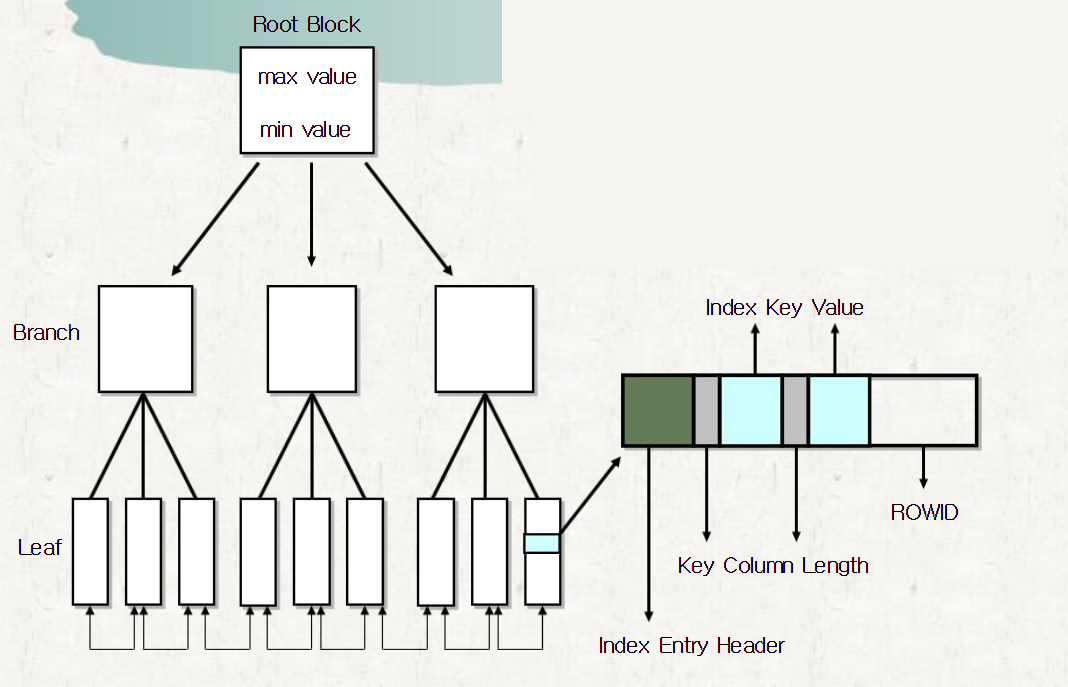 Root Block
max value
min value
Branch
Index Key Value
Leaf
ROWID
Key Column Length
Index Entry Header